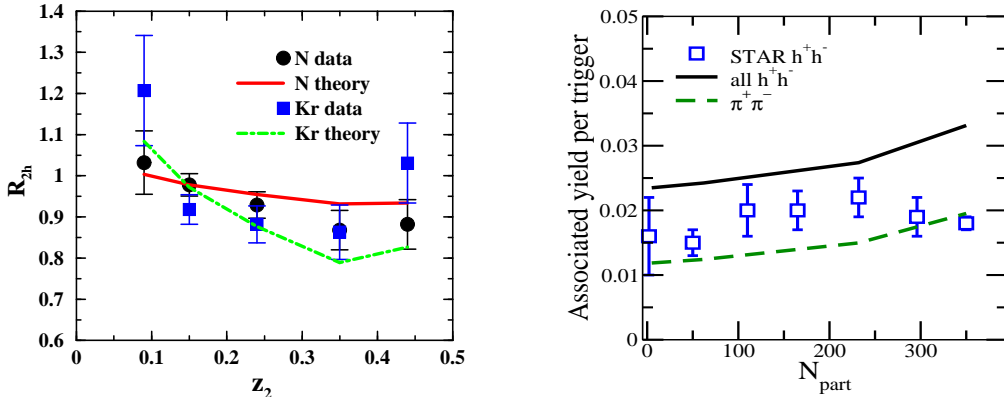 1.4
1.3
1.2
1.1
1
0.9
0.8
0.7
0.6
R2h
0
0.1
0.2
0.3
0.4
0.5
z2
N data
N theory
Kr data
Kr theory
0.05
0.04
0.03
0.02
0.01
0
Associated yield per trigger
0
100
200
300
Npart
STAR h+h-
all h+h-
π+π−